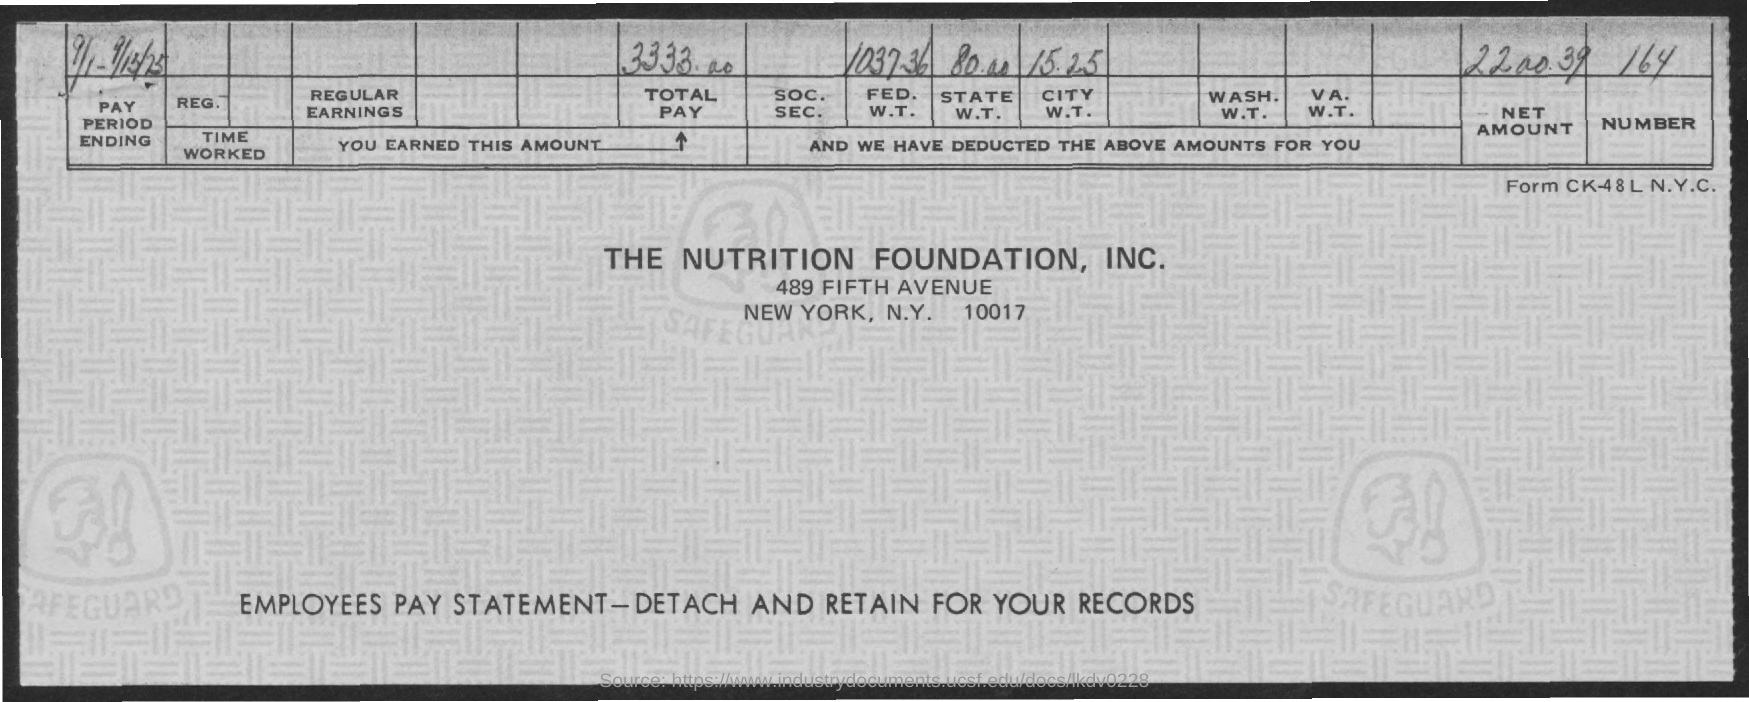 9/1-9/15/75 3333.00 1037.36 80.00 15.25 2200.39 164
PAY PERIOD ENDING
REG.
TIME WORKED
REGULAR EARNINGS
TOTAL PAY
YOU EARNED THIS AMOUNT
SOC. SEC.
FED. W.T.
STATE W.T.
CITY W.T.
WASH. W.T.
VA. W.T.
AND WE HAVE DEDUCTED THE ABOVE AMOUNTS FOR YOU
NET AMOUNT
NUMBER
Form CK-48 L N.Y.C.
THE NUTRITION FOUNDATION, INC.
489 FIFTH AVENUE
NEW YORK, N.Y. 10017
SAFEGUARD
SAFEGUARD
SAFEGUARD
EMPLOYEES PAY STATEMENT—DETACH AND RETAIN FOR YOUR RECORDS
Source: https://www.industrydocuments.ucsf.edu/docs/lkdv0228